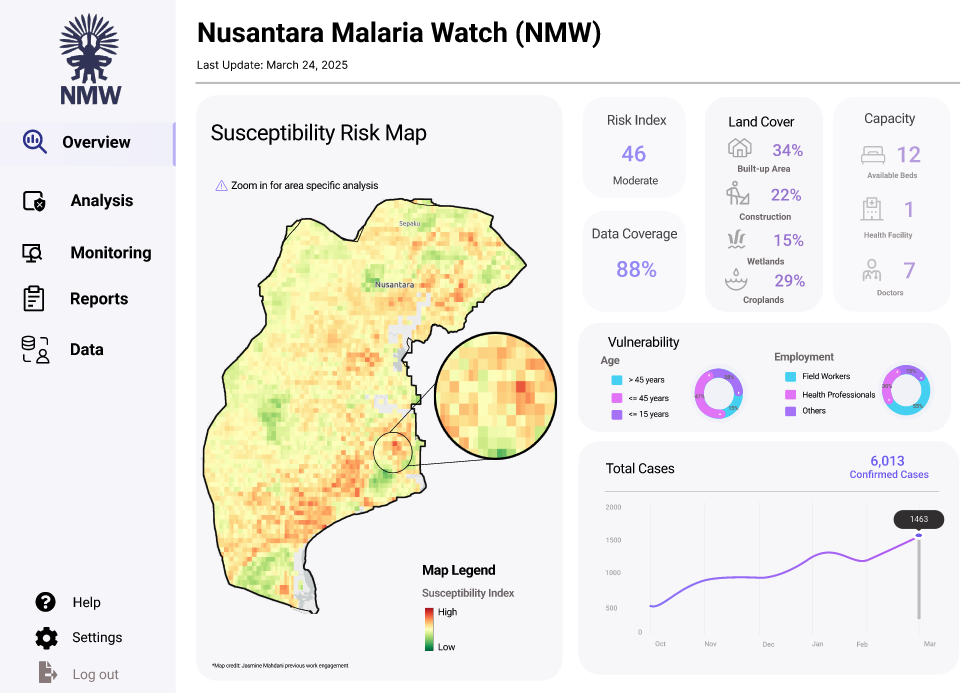 NMW
Overview
Analysis
Monitoring
Reports
Data
Help
Settings
Log out
Nusantara Malaria Watch (NMW)
Last Update: March 24, 2025
Susceptibility Risk Map
Zoom in for area specific analysis
Sepaku
Nusantara
Map Legend
Susceptibility Index
High
Low
*Map credit: Jasmine Mahdani previous work engagement
Risk Index
46
Moderate
Data Coverage
88%
Land Cover
34%
Built-up Area
22%
Construction
15%
Wetlands
29%
Croplands
Capacity
12
Available Beds
1
Health Facility
7
Doctors
Vulnerability
Age
> 45 years
<= 45 years
<= 15 years
15%
Employment
Field Workers
Health Professionals
Others
Total Cases
6,013
Confirmed Cases
2000
1500
1000
500
0
1463
Oct
Nov
Dec
Jan
Feb
Mar